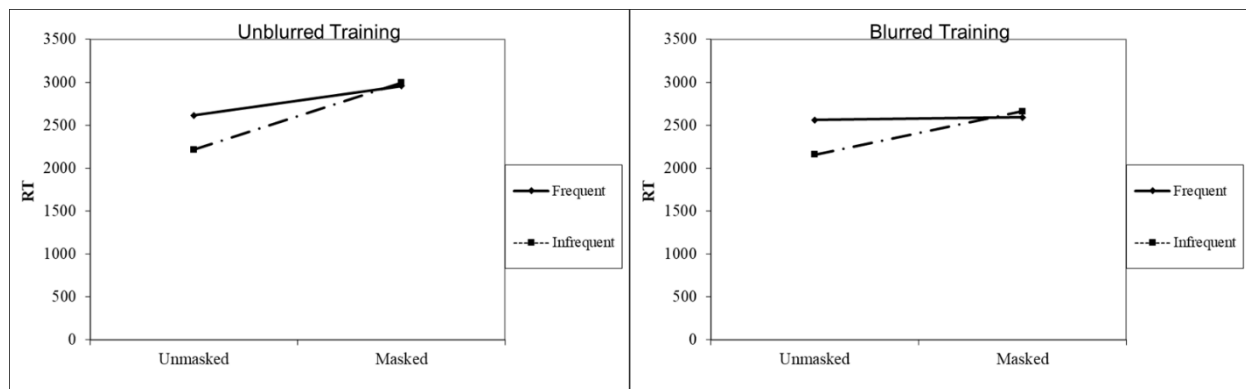 Unblurred Training
3500
3000
2500
2000
1500
1000
500
0
RT
Unmasked Masked
Frequent
Infrequent
Blurred Training
3500
3000
2500
2000
1500
1000
500
0
RT
Unmasked Masked
Frequent
Infrequent